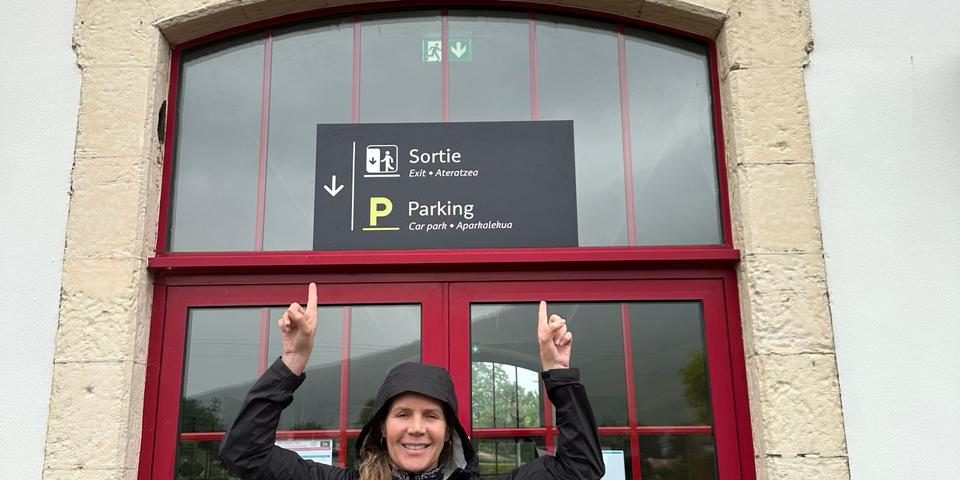 Sortie
Exit • Ateratzea
P Parking
Car park • Aparkalekua